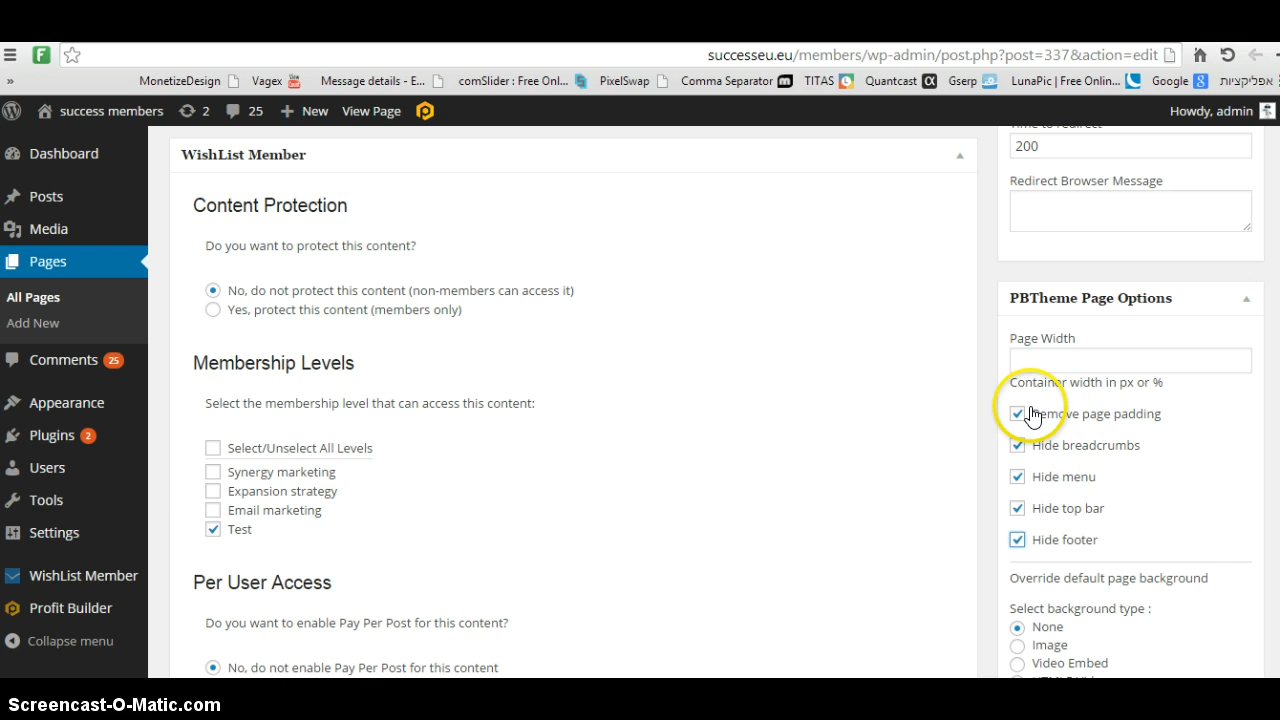 successeu.eu/members/wp-admin/post.php?post=337&action=edit
» MonetizeDesign Vagex Message details - E... comSlider : Free Onl... PixelSwap Comma Separator TITAS Quantcast Gserp LunaPic | Free Onlin... Google אפליקציות
success members 2 25 New View Page Howdy, admin
Dashboard
Posts
Media
Pages
All Pages
Add New
Comments 25
Appearance
Plugins 2
Users
Tools
Settings
WishList Member
Profit Builder
Collapse menu
WishList Member
Content Protection
Do you want to protect this content?
No, do not protect this content (non-members can access it)
Yes, protect this content (members only)
Membership Levels
Select the membership level that can access this content:
Select/Unselect All Levels
Synergy marketing
Expansion strategy
Email marketing
Test
Per User Access
Do you want to enable Pay Per Post for this content?
No, do not enable Pay Per Post for this content
Time to redirect
200
Redirect Browser Message
PBTheme Page Options
Page Width
Container width in px or %
Remove page padding
Hide breadcrumbs
Hide menu
Hide top bar
Hide footer
Override default page background
Select background type :
None
Image
Video Embed
Screencast-O-Matic.com